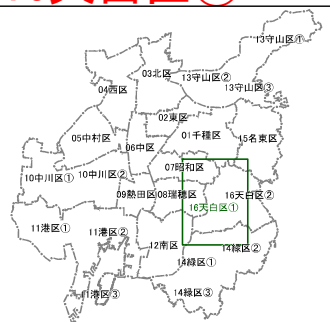 13守山区①
03北区
13守山区②
04西区
13守山区③
02東区
01千種区
05中村区
15名東区
06中区
07昭和区
10中川区①
10中川区②
09熱田区
08瑞穂区
16天白区②
16天白区①
11港区①
11港区②
12南区
14緑区②
14緑区①
11港区③
14緑区③